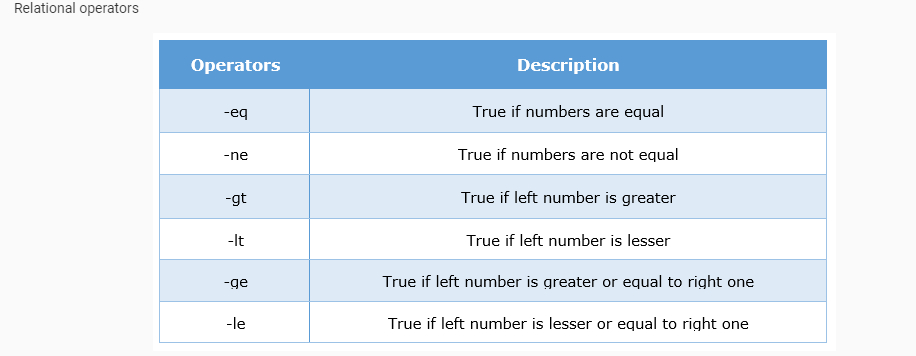 Relational operators
Operators Description
-eq True if numbers are equal
-ne True if numbers are not equal
-gt True if left number is greater
-lt True if left number is lesser
-ge True if left number is greater or equal to right one
-le True if left number is lesser or equal to right one